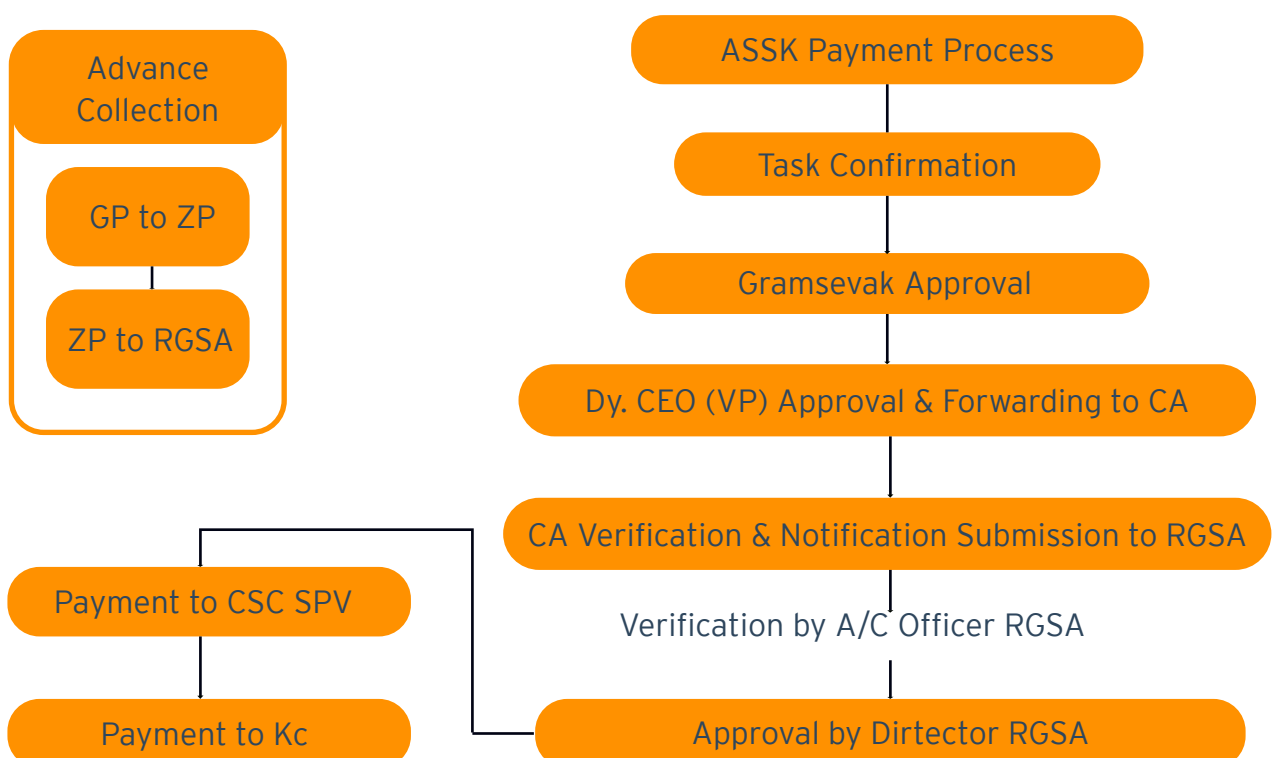 Advance
Collection
GP to ZP
ZP to RGSA
ASSK Payment Process
Task Confirmation
Gramsevak Approval
Dy. CEO (VP) Approval & Forwarding to CA
CA Verification & Notification Submission to RGSA
Verification by A/C Officer RGSA
Approval by Dirtector RGSA
Payment to CSC SPV
Payment to Kc